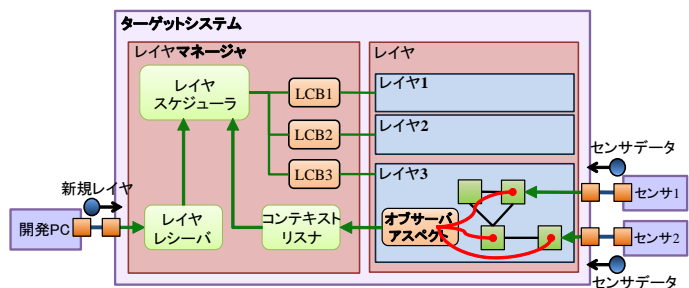 ターゲットシステム
レイヤマネージャ
レイヤ
レイヤ
スケジューラ
LCB1
レイヤ1
LCB2
レイヤ2
LCB3
レイヤ3
センサデータ
新規レイヤ
センサ1
開発PC
レイヤ
レシーバ
コンテキスト
リスナ
オブサーバ
アスペクト
センサ2
センサデータ